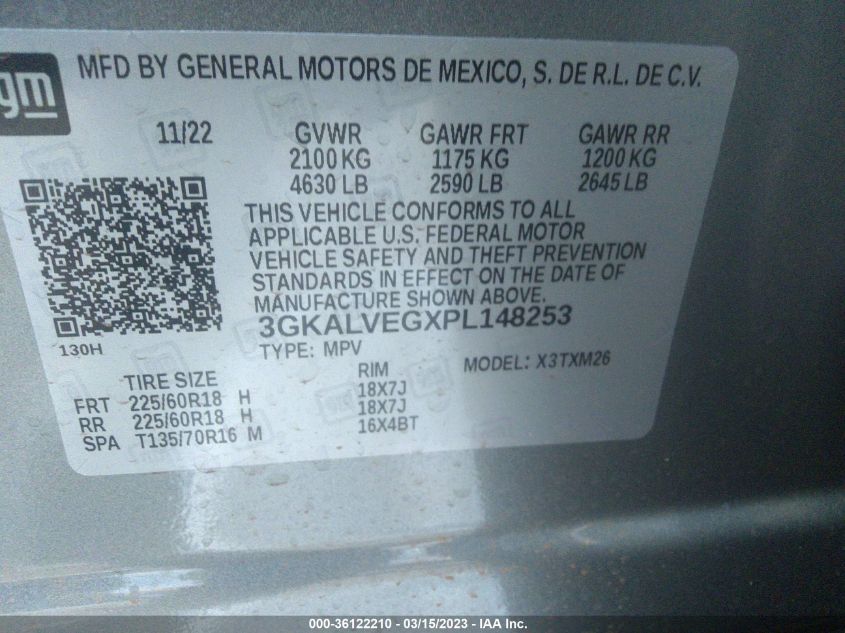 gm
MFD BY GENERAL MOTORS DE MEXICO, S. DE R.L. DE C.V.
11/22 GVWR GAWR FRT GAWR RR
2100 KG 1175 KG 1200 KG
4630 LB 2590 LB 2645 LB
THIS VEHICLE CONFORMS TO ALL
APPLICABLE U.S. FEDERAL MOTOR
VEHICLE SAFETY AND THEFT PREVENTION
STANDARDS IN EFFECT ON THE DATE OF
MANUFACTURE SHOWN ABOVE.
3GKALVEGXPL148253
130H
TYPE: MPV MODEL: X3TXM26
TIRE SIZE RIM
FRT 225/60R18 H 18X7J
RR 225/60R18 H 18X7J
SPA T135/70R16 M 16X4BT
000-36122210 - 03/15/2023 - IAA Inc.